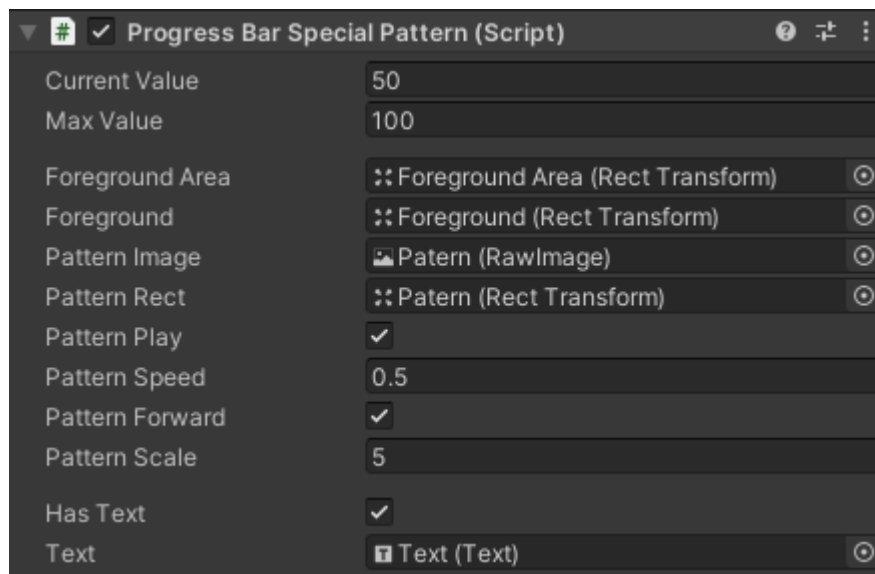 Progress Bar Special Pattern (Script)
Current Value 50
Max Value 100
Foreground Area Foreground Area (Rect Transform)
Foreground Foreground (Rect Transform)
Pattern Image Patern (RawImage)
Pattern Rect Patern (Rect Transform)
Pattern Play
Pattern Speed 0.5
Pattern Forward
Pattern Scale 5
Has Text
Text Text (Text)